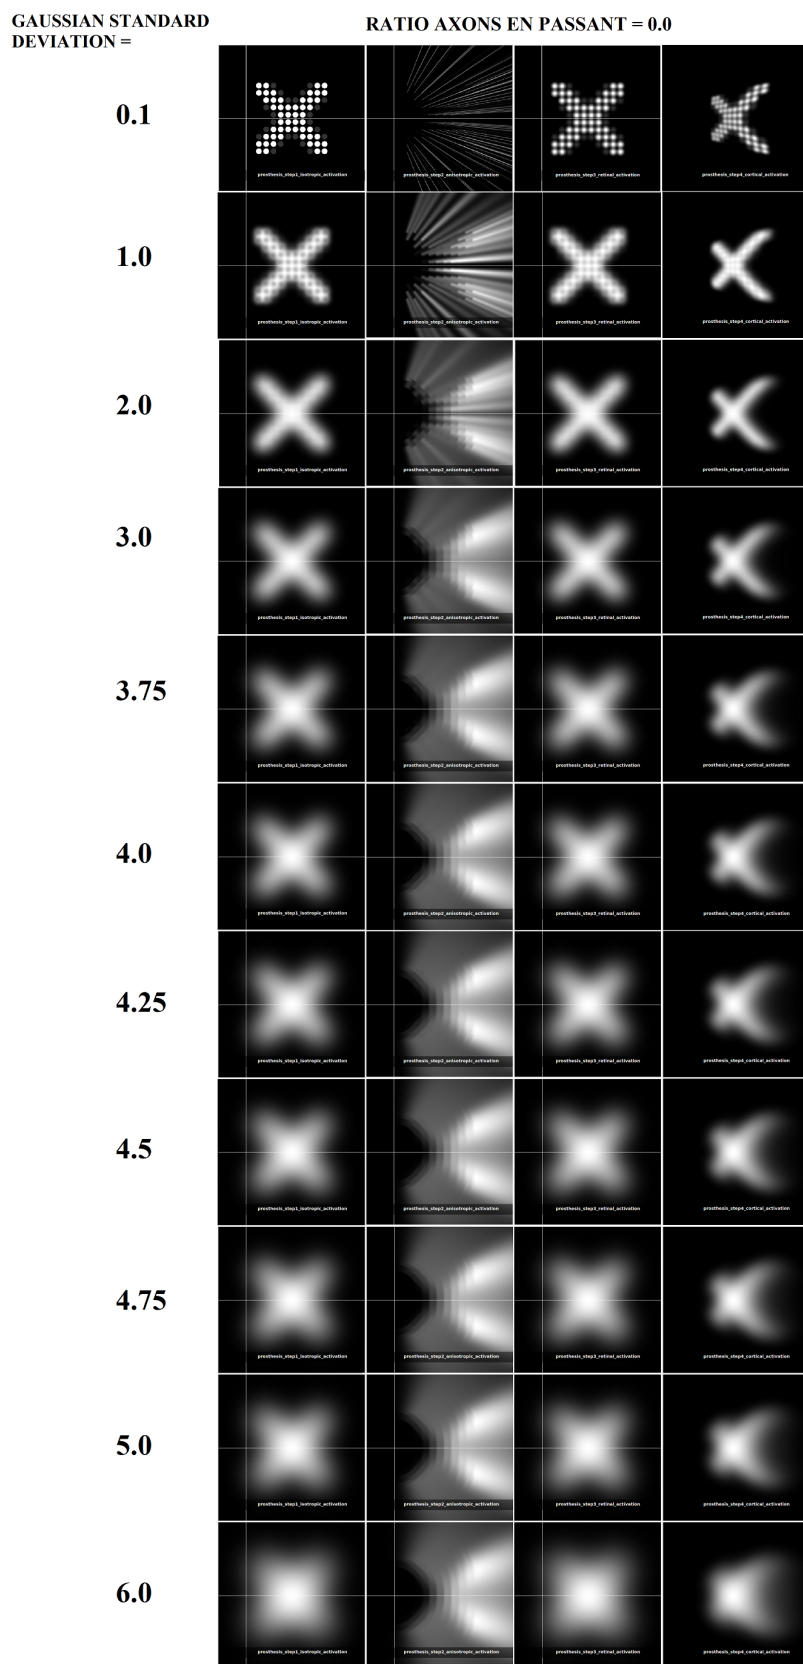 GAUSSIAN STANDARD
DEVIATION =
RATIO AXONS EN PASSANT = 0.0
0.1
prosthesis_step1_isotropic_activation
prosthesis_step2_anisotropic_activation
prosthesis_step3_retinal_activation
prosthesis_step4_cortical_activation
1.0
prosthesis_step1_isotropic_activation
prosthesis_step2_anisotropic_activation
prosthesis_step3_retinal_activation
prosthesis_step4_cortical_activation
2.0
prosthesis_step1_isotropic_activation
prosthesis_step2_anisotropic_activation
prosthesis_step3_retinal_activation
prosthesis_step4_cortical_activation
3.0
prosthesis_step1_isotropic_activation
prosthesis_step2_anisotropic_activation
prosthesis_step3_retinal_activation
prosthesis_step4_cortical_activation
3.75
prosthesis_step1_isotropic_activation
prosthesis_step2_anisotropic_activation
prosthesis_step3_retinal_activation
prosthesis_step4_cortical_activation
4.0
prosthesis_step1_isotropic_activation
prosthesis_step2_anisotropic_activation
prosthesis_step3_retinal_activation
prosthesis_step4_cortical_activation
4.25
prosthesis_step1_isotropic_activation
prosthesis_step2_anisotropic_activation
prosthesis_step3_retinal_activation
prosthesis_step4_cortical_activation
4.5
prosthesis_step1_isotropic_activation
prosthesis_step2_anisotropic_activation
prosthesis_step3_retinal_activation
prosthesis_step4_cortical_activation
4.75
prosthesis_step1_isotropic_activation
prosthesis_step2_anisotropic_activation
prosthesis_step3_retinal_activation
prosthesis_step4_cortical_activation
5.0
prosthesis_step1_isotropic_activation
prosthesis_step2_anisotropic_activation
prosthesis_step3_retinal_activation
prosthesis_step4_cortical_activation
6.0
prosthesis_step1_isotropic_activation
prosthesis_step2_anisotropic_activation
prosthesis_step3_retinal_activation
prosthesis_step4_cortical_activation